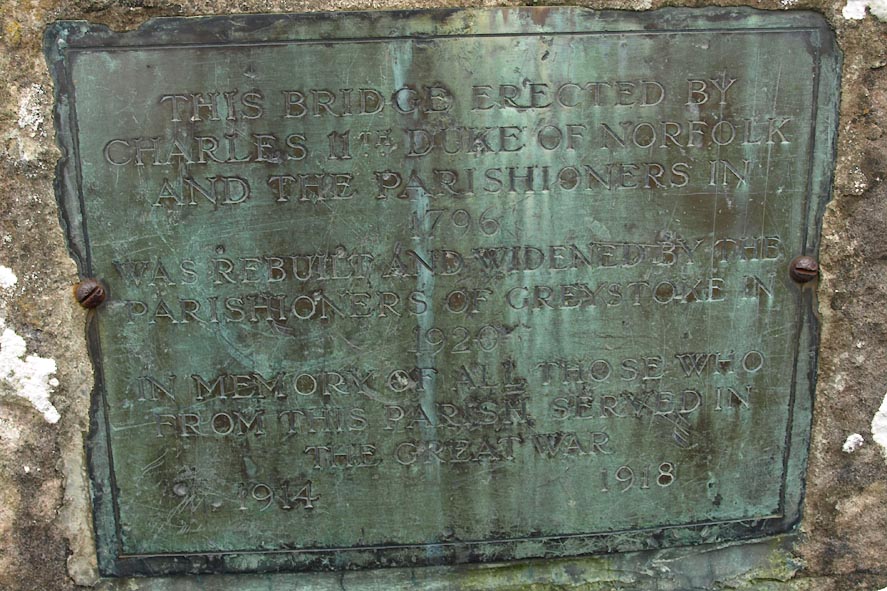 THIS BRIDGE ERECTED BY
CHARLES 11TH DUKE OF NORFOLK
AND THE PARISHIONERS IN
1796
WAS REBUILT AND WIDENED BY THE
PARISHIONERS OF GREYSTOKE IN
1920
IN MEMORY OF ALL THOSE WHO
FROM THIS PARISH SERVED IN
THE GREAT WAR
1914 1918